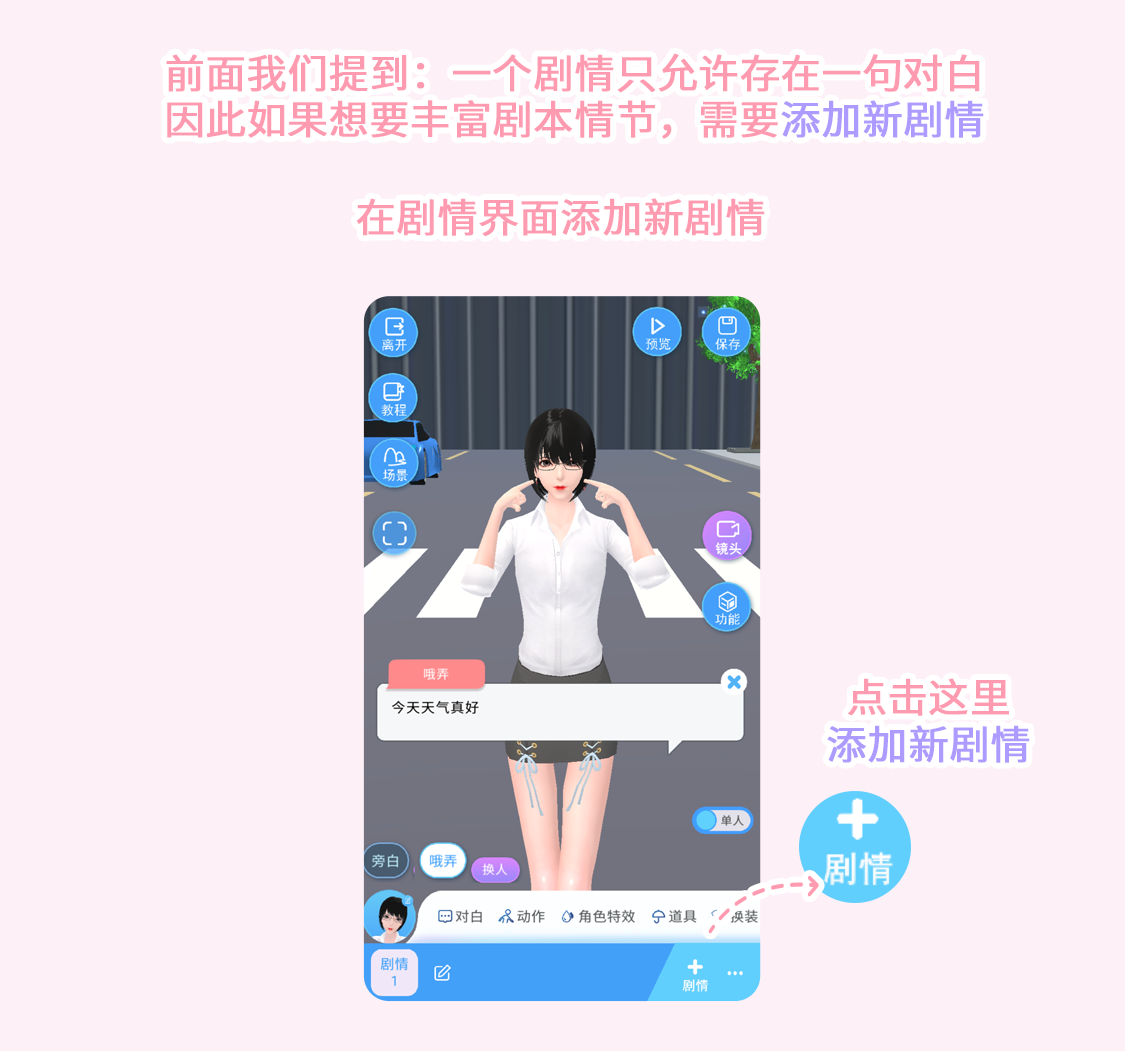 前面我们提到：一个剧情只允许存在一句对白
因此如果想要丰富剧本情节，需要添加新剧情
在剧情界面添加新剧情
离开
预览
保存
教程
场景
镜头
功能
哦弄
今天天气真好
点击这里
添加新剧情
单人
剧情
旁白
哦弄
换人
对白
动作
角色特效
道具
换装
剧情
1
剧情